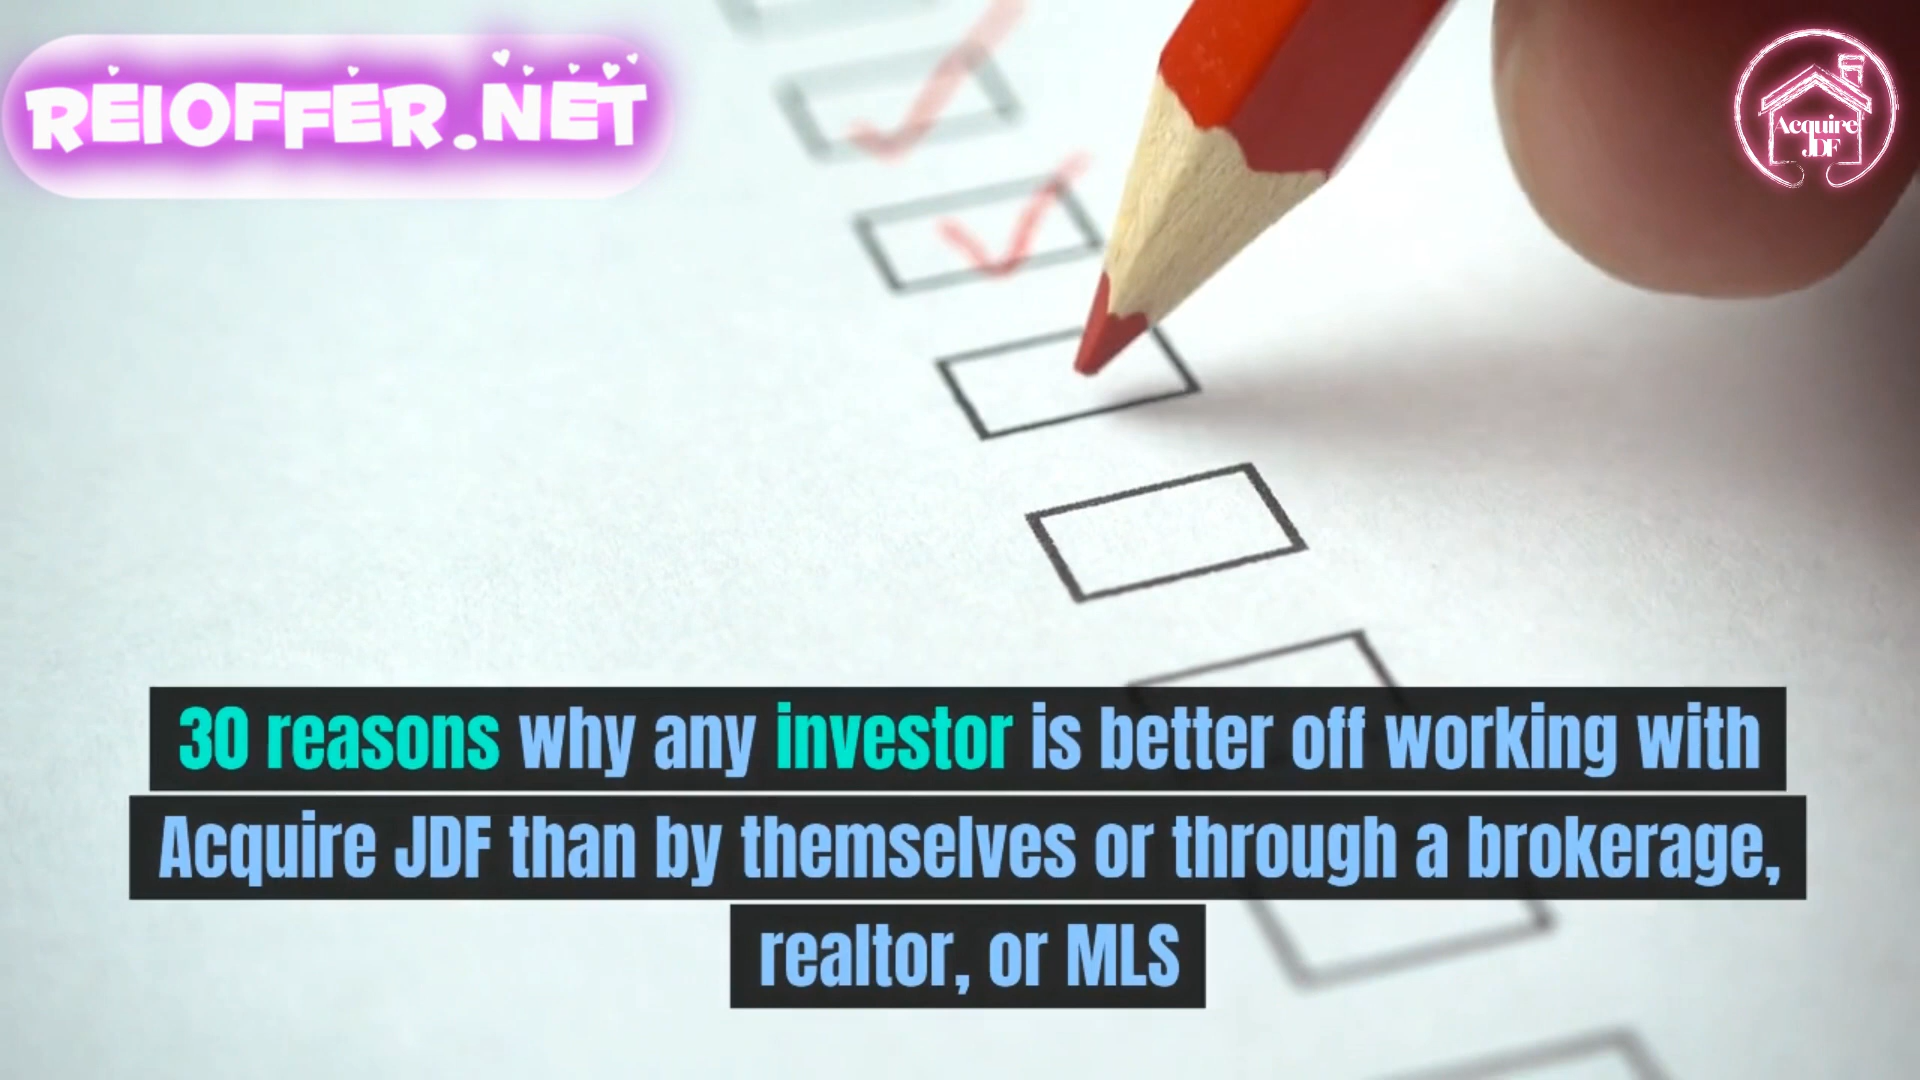 REIOFFER.NET
Acquire
JDF
30 reasons why any investor is better off working with
Acquire JDF than by themselves or through a brokerage,
realtor, or MLS